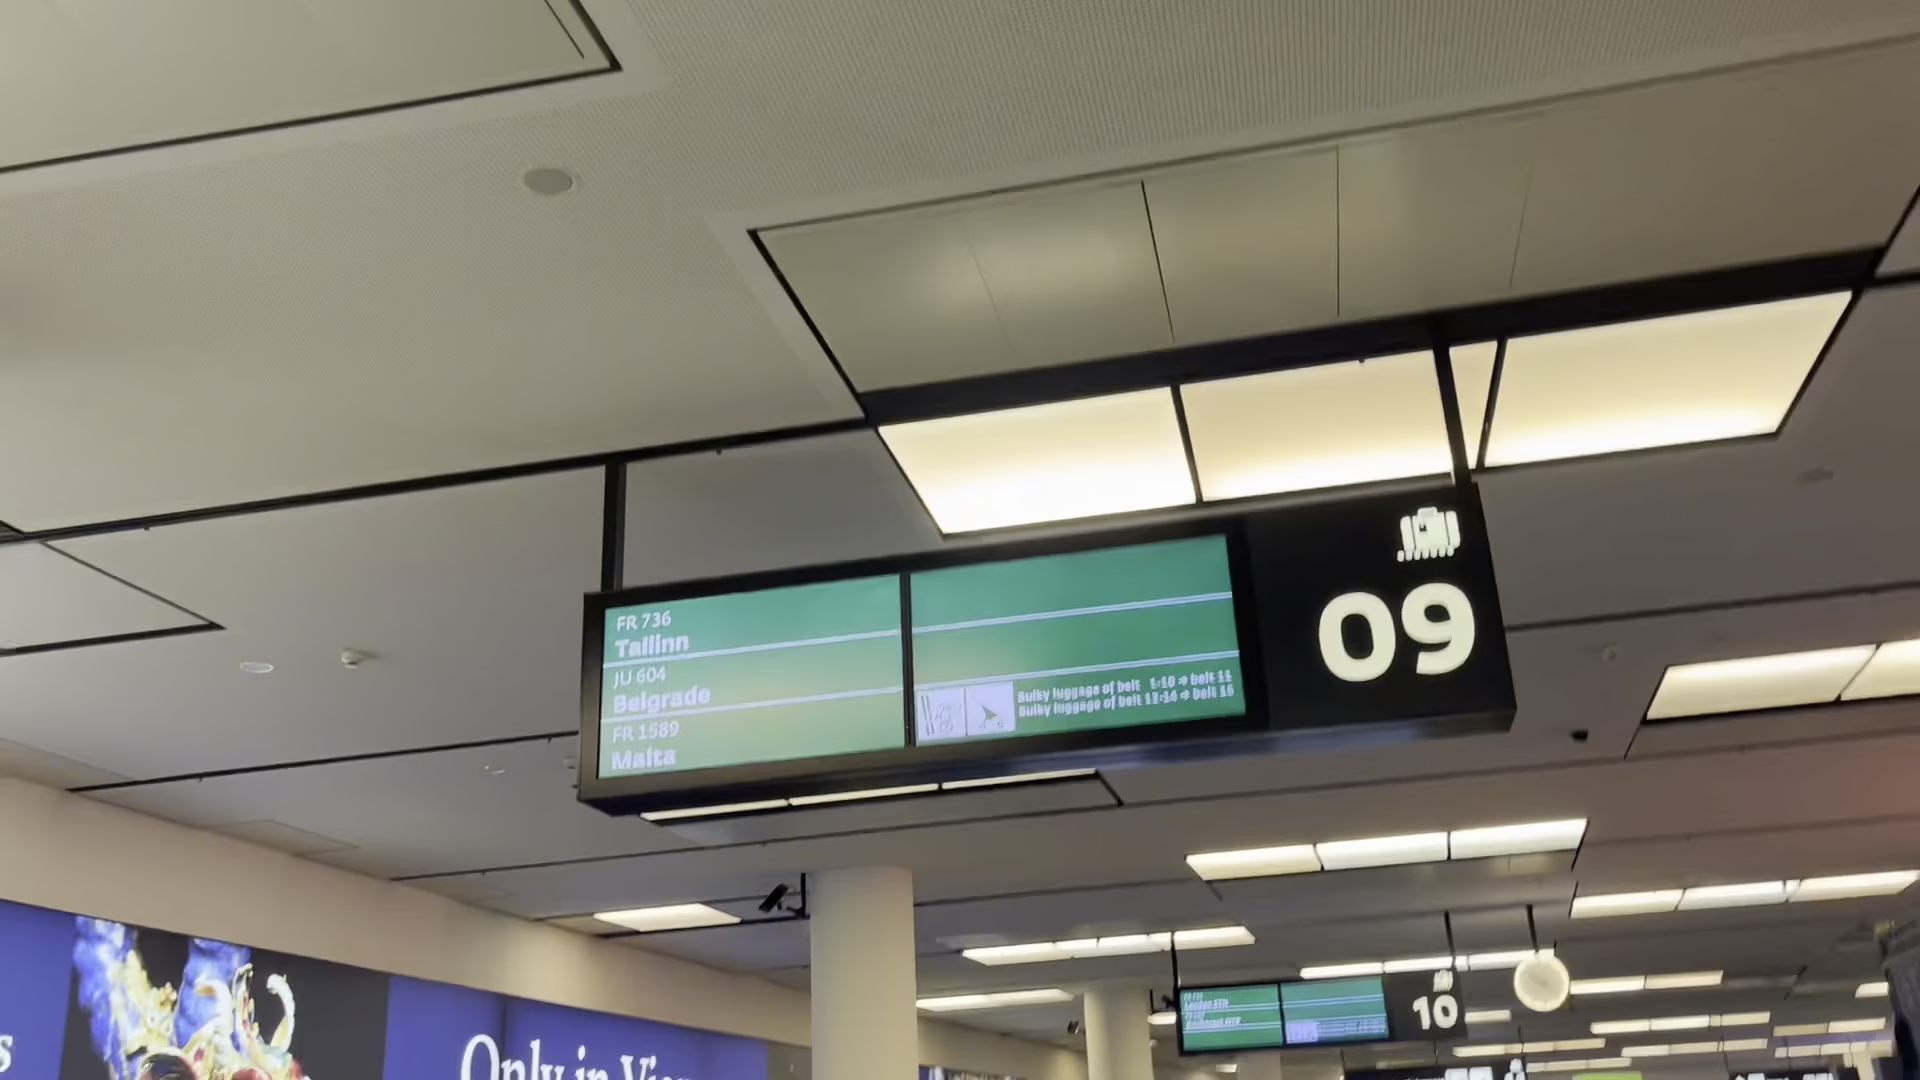 FR 736
Tallinn
JU 604
Belgrade
FR 1589
Malta
Bulky luggage of belt 1-10 ⇒ belt 11
Bulky luggage of belt 12-14 ⇒ belt 15
09
10
s
Only in Vien